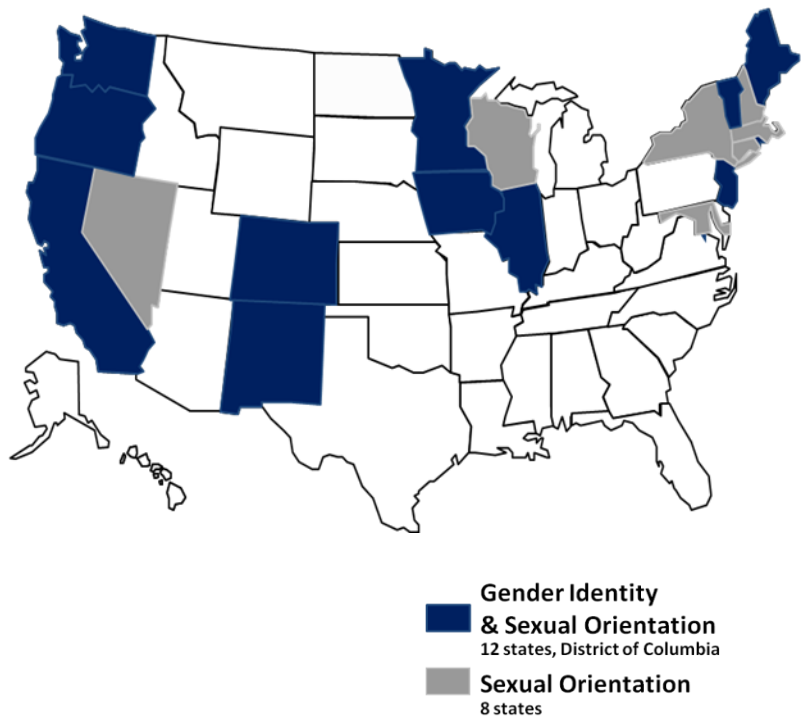 Gender Identity
& Sexual Orientation
12 states, District of Columbia
Sexual Orientation
8 states